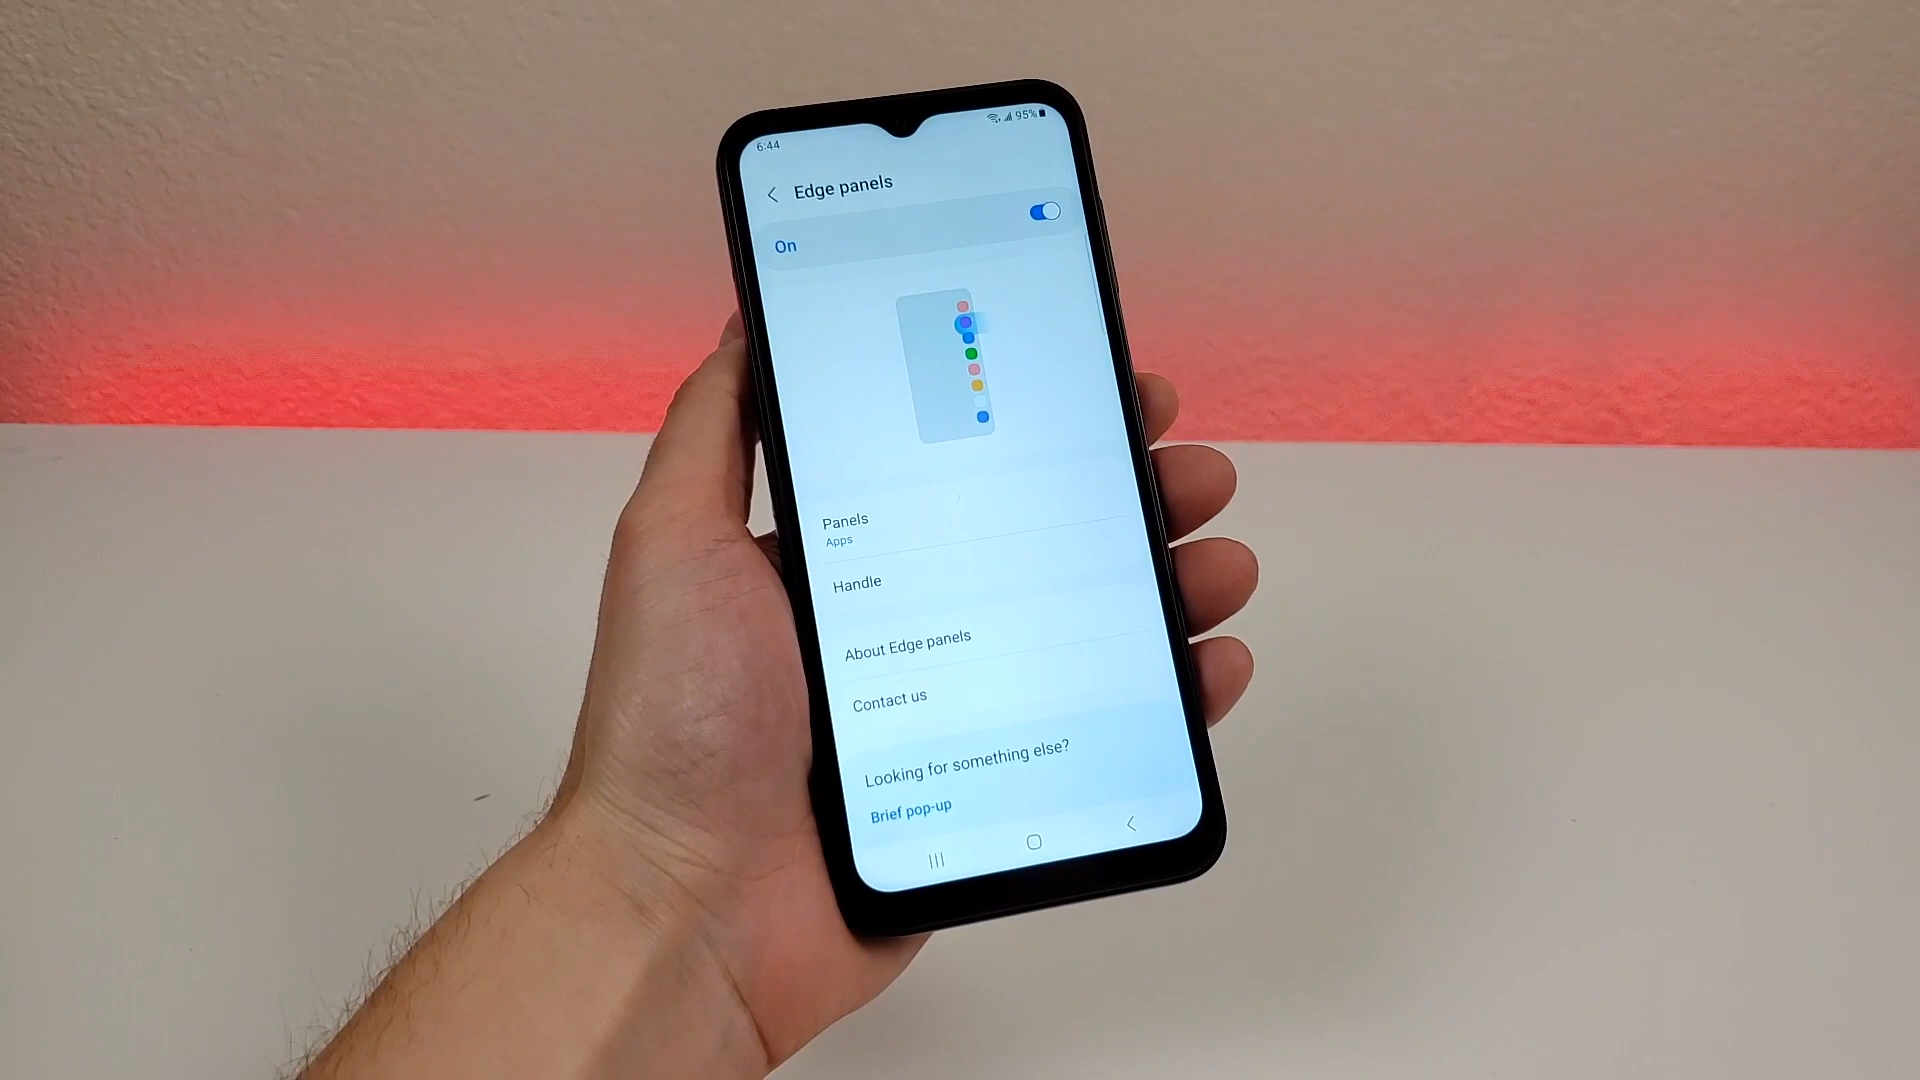 6:44
95%
Edge panels
On
Panels
Apps
Handle
About Edge panels
Contact us
Looking for something else?
Brief pop-up